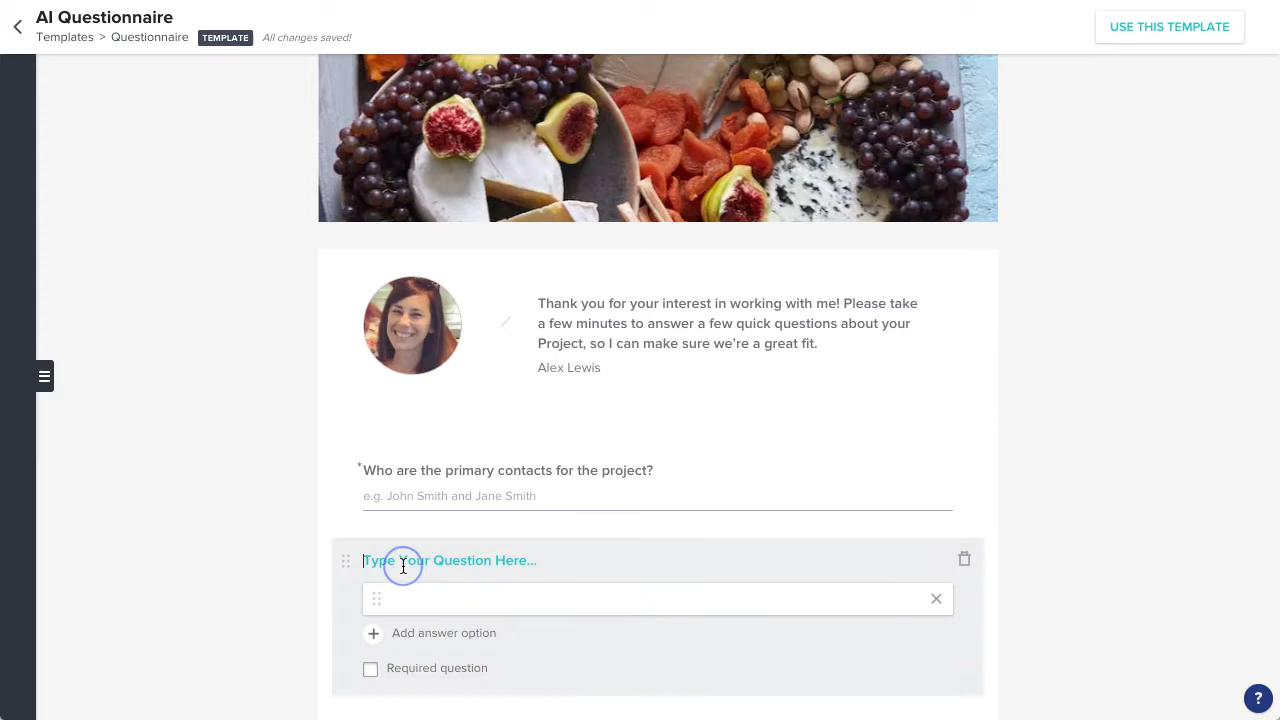 AI Questionnaire
Templates > Questionnaire TEMPLATE All changes saved!
USE THIS TEMPLATE
Thank you for your interest in working with me! Please take
a few minutes to answer a few quick questions about your
Project, so I can make sure we're a great fit.
Alex Lewis
*Who are the primary contacts for the project?
e.g. John Smith and Jane Smith
Type Your Question Here...
Add answer option
Required question
?